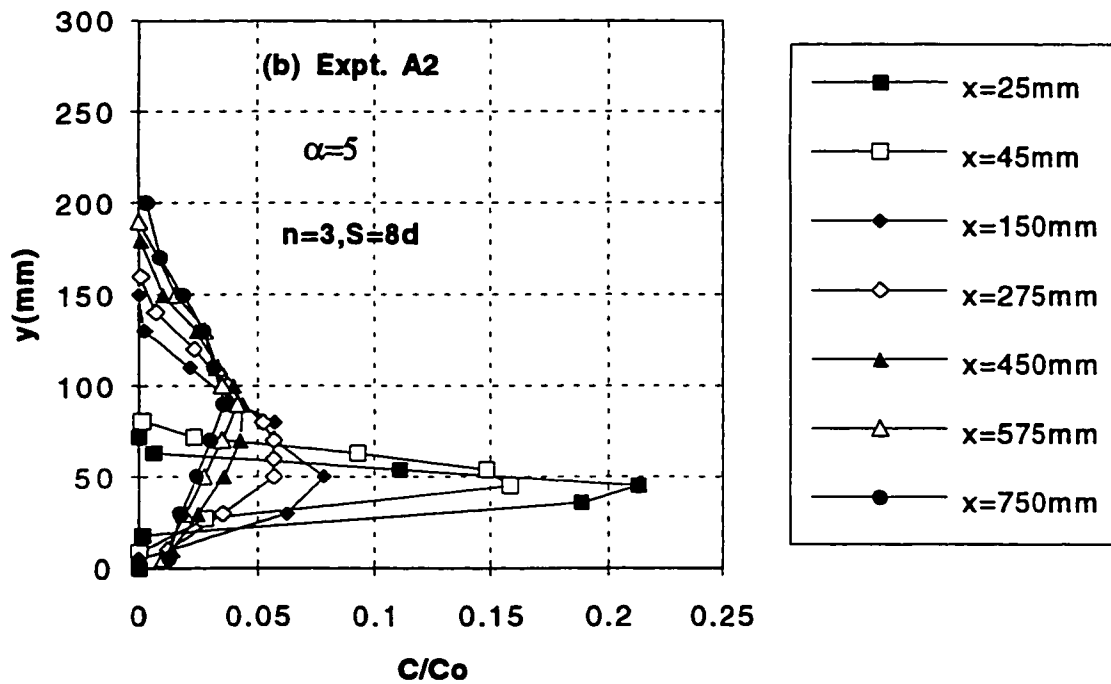 300
250
200
150
100
50
0
y(mm)
(b) Expt. A2
α=5
n=3,S=8d
0 0.05 0.1 0.15 0.2 0.25
C/Co
x=25mm
x=45mm
x=150mm
x=275mm
x=450mm
x=575mm
x=750mm